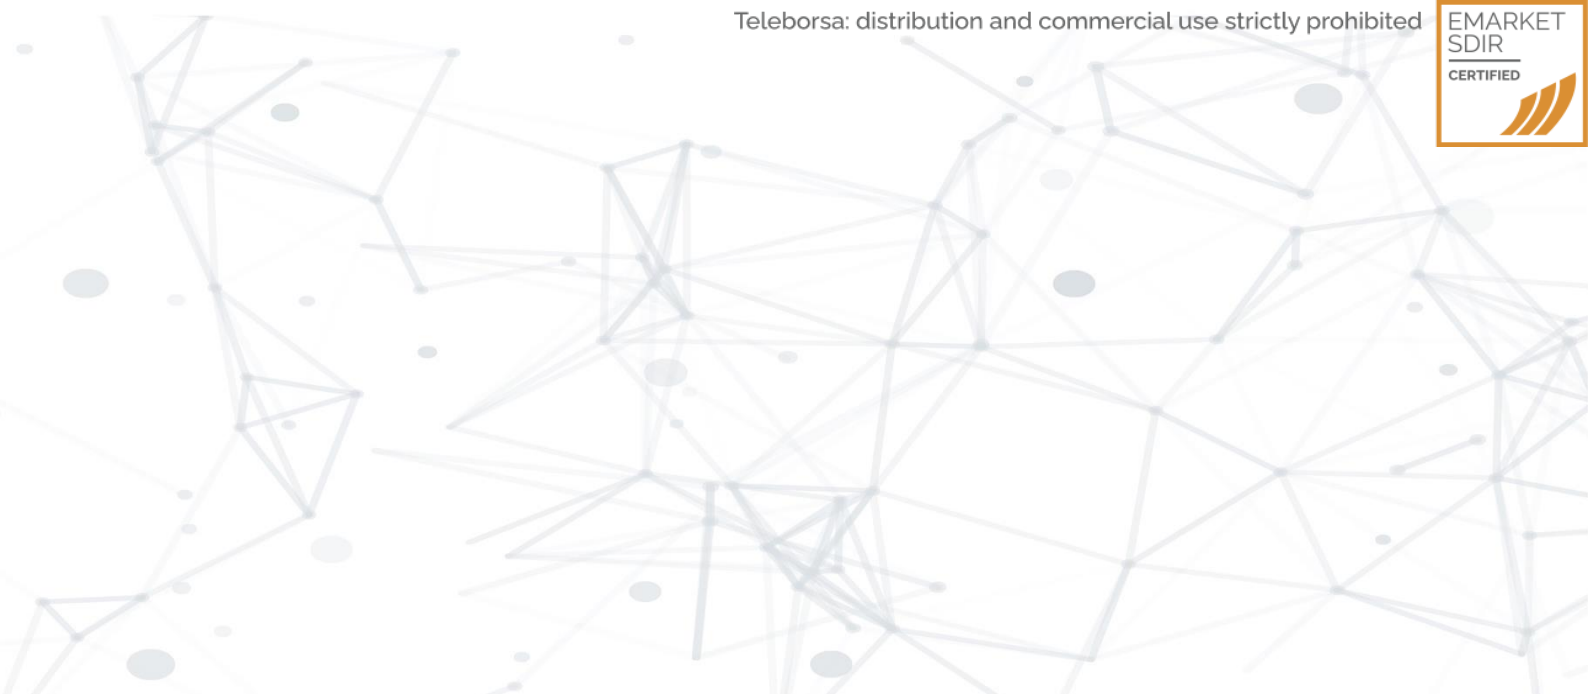 Teleborsa: distribution and commercial use strictly prohibited
EMARKET
SDIR
CERTIFIED